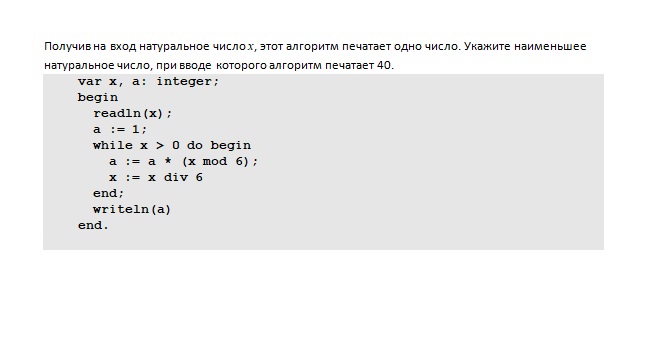 Получив на вход натуральное число x, этот алгоритм печатает одно число. Укажите наименьшее
натуральное число, при вводе которого алгоритм печатает 40.
var x, a: integer;
begin
readln(x);
a := 1;
while x > 0 do begin
a := a * (x mod 6);
x := x div 6
end;
writeln(a)
end.